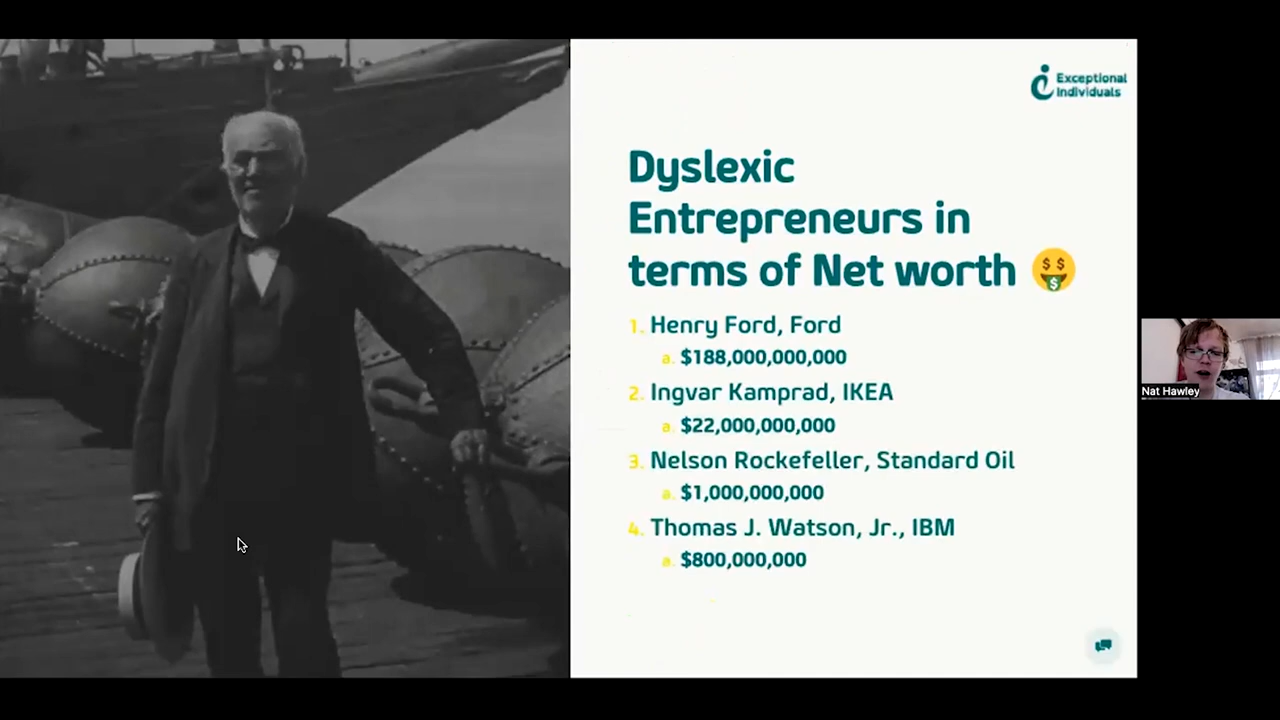 Exceptional
Individuals
Dyslexic
Entrepreneurs in
terms of Net worth
1. Henry Ford, Ford
a. $188,000,000,000
2. Ingvar Kamprad, IKEA
a. $22,000,000,000
3. Nelson Rockefeller, Standard Oil
a. $1,000,000,000
4. Thomas J. Watson, Jr., IBM
a. $800,000,000
Nat Hawley